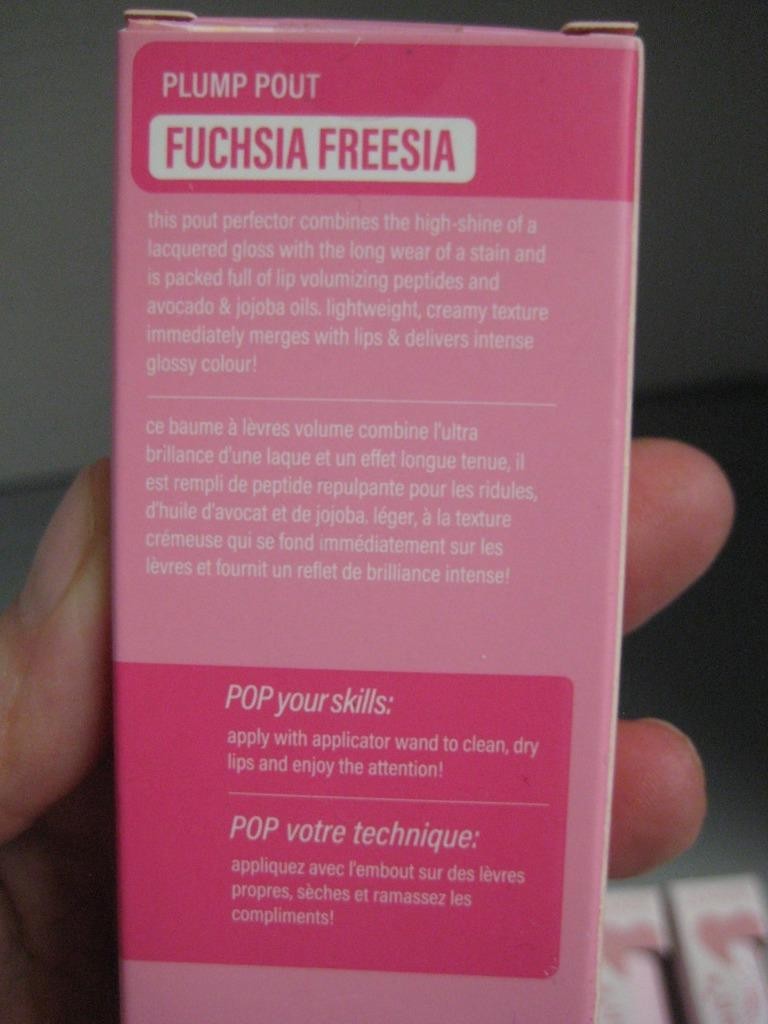 PLUMP POUT
FUCHSIA FREESIA
this pout perfector combines the high-shine of a
lacquered gloss with the long wear of a stain and
is packed full of lip volumizing peptides and
avocado & jojoba oils. lightweight, creamy texture
immediately merges with lips & delivers intense
glossy colour!
ce baume à lèvres volume combine l'ultra
brillance d'une laque et un effet longue tenue, il
est rempli de peptide repulpante pour les ridules,
d'huile d'avocat et de jojoba. léger, à la texture
crémeuse qui se fond immédiatement sur les
lèvres et fournit un reflet de brilliance intense!
POP your skills:
apply with applicator wand to clean, dry
lips and enjoy the attention!
POP votre technique:
appliquez avec l'embout sur des lèvres
propres, sèches et ramassez les
compliments!